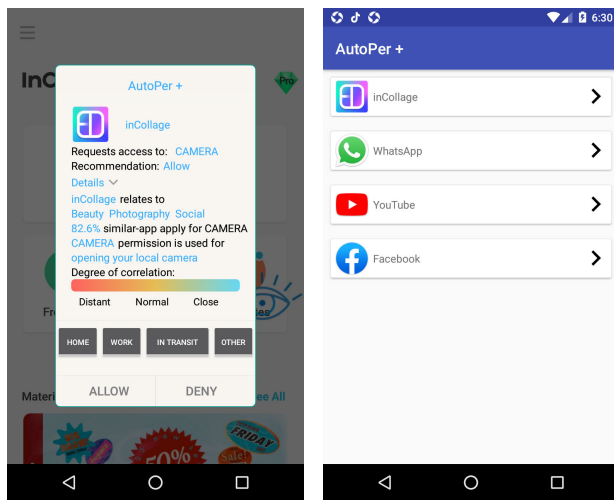 InC
Pro
AutoPer +
inCollage
Requests access to: CAMERA
Recommendation: Allow
Details
inCollage relates to
Beauty Photography Social
82.6% similar-app apply for CAMERA
CAMERA permission is used for
opening your local camera
Degree of correlation:
Distant Normal Close
Fr
tes
HOME WORK IN TRANSIT OTHER
ALLOW DENY
Materi
ee All
FRIDAY
50%
Sale!
6:30
AutoPer +
inCollage
WhatsApp
YouTube
Facebook